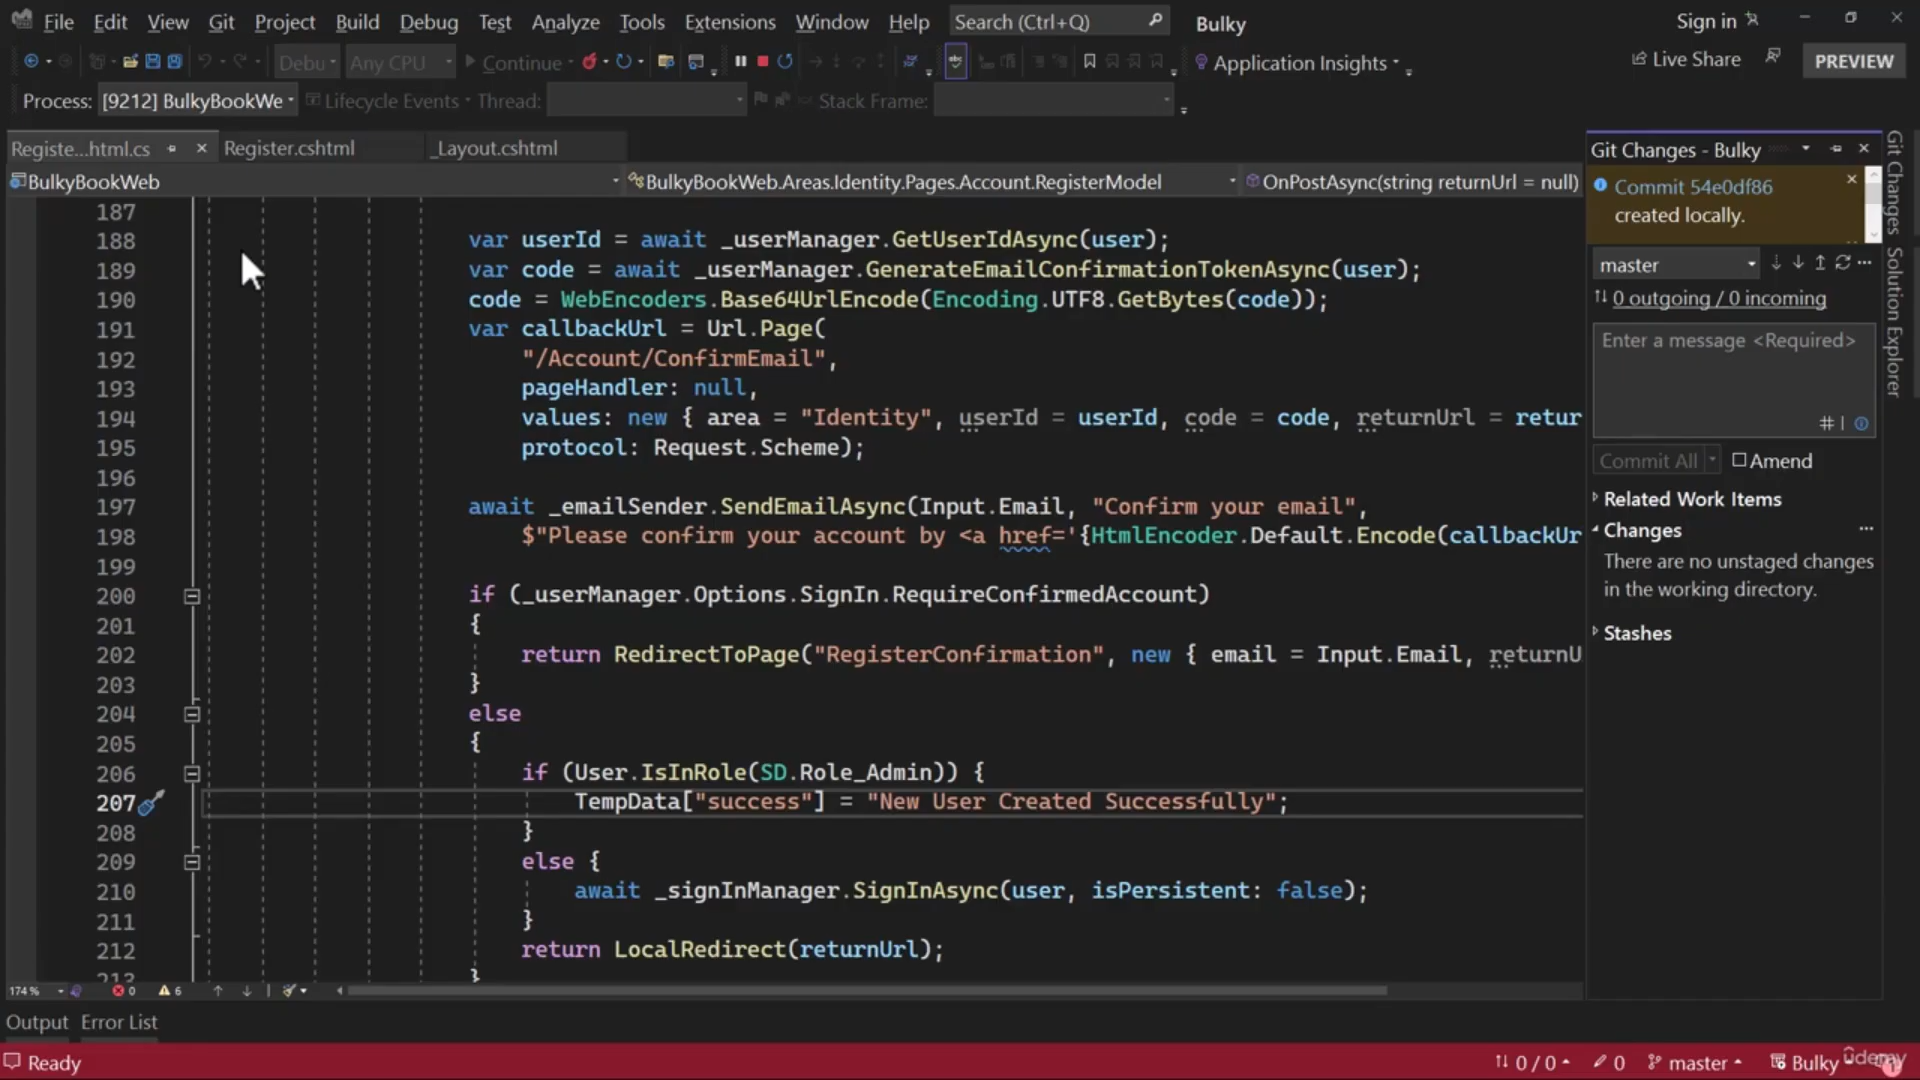 File Edit View Git Project Build Debug Test Analyze Tools Extensions Window Help Search (Ctrl+Q) Bulky Sign in
Debu Any CPU Continue Application Insights Live Share PREVIEW
Process: [9212] BulkyBookWe Lifecycle Events Thread: Stack Frame:
Registe...html.cs Register.cshtml _Layout.cshtml
BulkyBookWeb BulkyBookWeb.Areas.Identity.Pages.Account.RegisterModel OnPostAsync(string returnUrl = null)
187
188 var userId = await _userManager.GetUserIdAsync(user);
189 var code = await _userManager.GenerateEmailConfirmationTokenAsync(user);
190 code = WebEncoders.Base64UrlEncode(Encoding.UTF8.GetBytes(code));
191 var callbackUrl = Url.Page(
192 "/Account/ConfirmEmail",
193 pageHandler: null,
194 values: new { area = "Identity", userId = userId, code = code, returnUrl = retur
195 protocol: Request.Scheme);
196
197 await _emailSender.SendEmailAsync(Input.Email, "Confirm your email",
198 $"Please confirm your account by <a href='{HtmlEncoder.Default.Encode(callbackUr
199
200 if (_userManager.Options.SignIn.RequireConfirmedAccount)
201 {
202 return RedirectToPage("RegisterConfirmation", new { email = Input.Email, returnU
203 }
204 else
205 {
206 if (User.IsInRole(SD.Role_Admin)) {
207 TempData["success"] = "New User Created Successfully";
208 }
209 else {
210 await _signInManager.SignInAsync(user, isPersistent: false);
211 }
212 return LocalRedirect(returnUrl);
213 }
174 % 0 6
Git Changes - Bulky
Commit 54e0df86
created locally.
master
0 outgoing / 0 incoming
Enter a message <Required>
Commit All Amend
Related Work Items
Changes
There are no unstaged changes
in the working directory.
Stashes
Git Changes
Solution Explorer
Output Error List
Ready 0 / 0 0 master Bulky
ûdemy